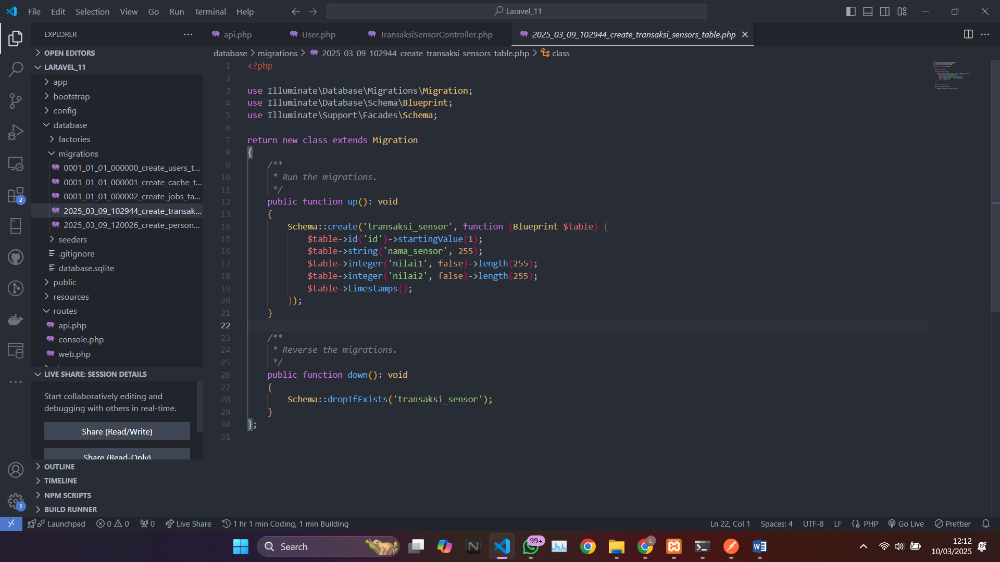 File Edit Selection View Go Run Terminal Help
Laravel_11
EXPLORER
OPEN EDITORS
LARAVEL_11
app
bootstrap
config
database
factories
migrations
0001_01_01_000000_create_users_t...
0001_01_01_000001_create_cache_t...
0001_01_01_000002_create_jobs_ta...
2025_03_09_102944_create_transak...
2025_03_09_120026_create_person...
seeders
.gitignore
database.sqlite
public
resources
routes
api.php
console.php
web.php
LIVE SHARE: SESSION DETAILS
Start collaboratively editing and
debugging with others in real-time.
Share (Read/Write)
Share (Read-Only)
OUTLINE
TIMELINE
NPM SCRIPTS
BUILD RUNNER
2
1
api.php User.php TransaksiSensorController.php 2025_03_09_102944_create_transaksi_sensors_table.php
database > migrations > 2025_03_09_102944_create_transaksi_sensors_table.php > class
1 <?php
2
3 use Illuminate\Database\Migrations\Migration;
4 use Illuminate\Database\Schema\Blueprint;
5 use Illuminate\Support\Facades\Schema;
6
7 return new class extends Migration
8 {
9     /**
10      * Run the migrations.
11      */
12     public function up(): void
13     {
14         Schema::create('transaksi_sensor', function (Blueprint $table) {
15             $table->id('id')->startingValue(1);
16             $table->string('nama_sensor', 255);
17             $table->integer('nilai1', false)->length(255);
18             $table->integer('nilai2', false)->length(255);
19             $table->timestamps();
20         });
21     }
22
23     /**
24      * Reverse the migrations.
25      */
26     public function down(): void
27     {
28         Schema::dropIfExists('transaksi_sensor');
29     }
30 };
31
Launchpad 0 0 0 Live Share 1 hr 1 min Coding, 1 min Building Ln 22, Col 1 Spaces: 4 UTF-8 LF PHP Go Live Prettier
Search 99+ L 12:12
10/03/2025